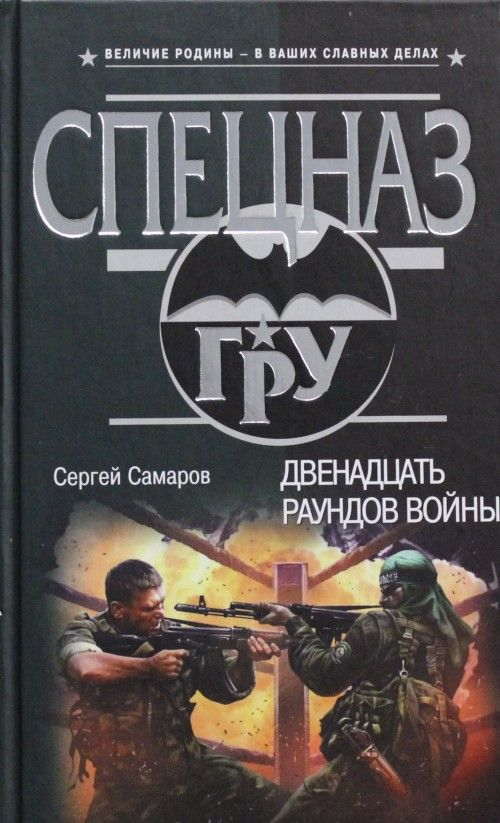 ВЕЛИЧИЕ РОДИНЫ – В ВАШИХ СЛАВНЫХ ДЕЛАХ
СПЕЦНАЗ
ГРУ
Сергей Самаров
ДВЕНАДЦАТЬ
РАУНДОВ ВОЙНЫ